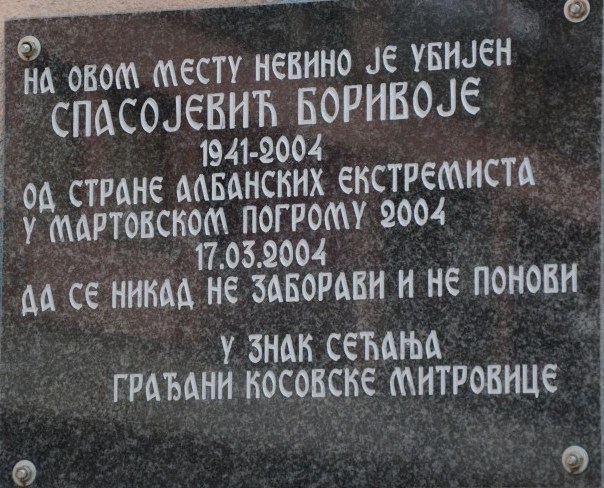 НА ОВОМ МЕСТУ НЕВИНО ЈЕ УБИЈЕН
СПАСОЈЕВИЋ БОРИВОЈЕ
1941-2004
ОД СТРАНЕ АЛБАНСКИХ ЕКСТРЕМИСТА
У МАРТОВСКОМ ПОГРОМУ 2004
17.03.2004
ДА СЕ НИКАД НЕ ЗАБОРАВИ И НЕ ПОНОВИ
У ЗНАК СЕЋАЊА
ГРАЂАНИ КОСОВСКЕ МИТРОВИЦЕ